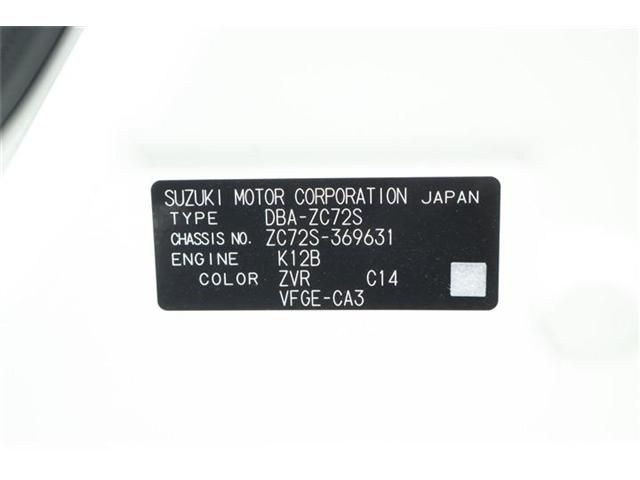 SUZUKI MOTOR CORPORATION JAPAN
TYPE DBA-ZC72S
CHASSIS NO. ZC72S-369631
ENGINE K12B
COLOR ZVR C14
VFGE-CA3